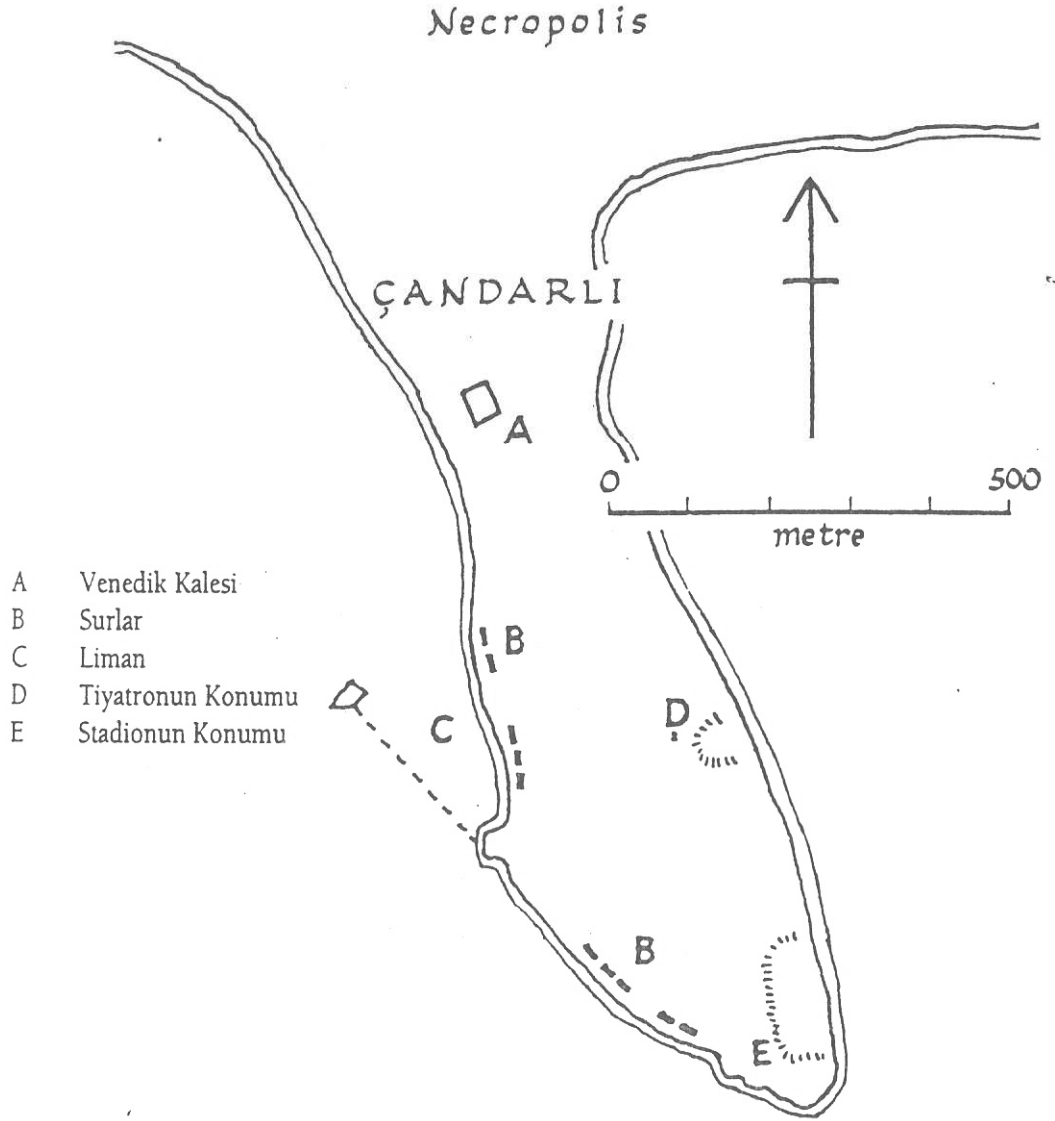 Necropolis
ÇANDARLI
A
0 500
metre
A Venedik Kalesi
B Surlar
C Liman
D Tiyatronun Konumu
E Stadionun Konumu
B
C
D
B
E